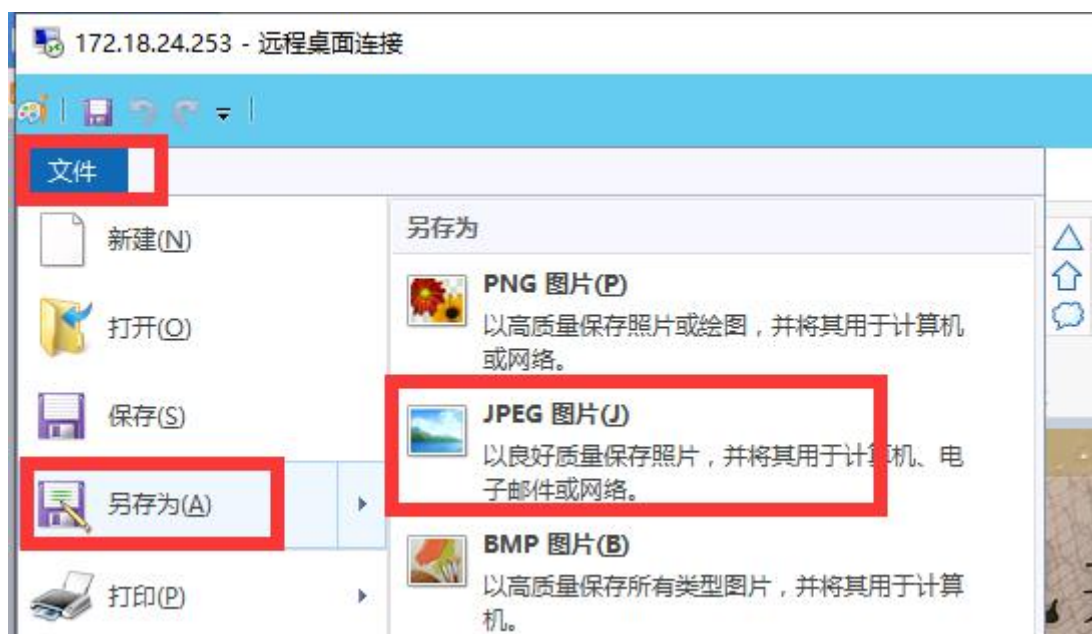 172.18.24.253 - 远程桌面连接
文件
新建(N)
打开(O)
保存(S)
另存为(A)
打印(P)
另存为
PNG 图片(P)
以高质量保存照片或绘图，并将其用于计算机
或网络。
JPEG 图片(J)
以良好质量保存照片，并将其用于计算机、电
子邮件或网络。
BMP 图片(B)
以高质量保存所有类型图片，并将其用于计算
机。